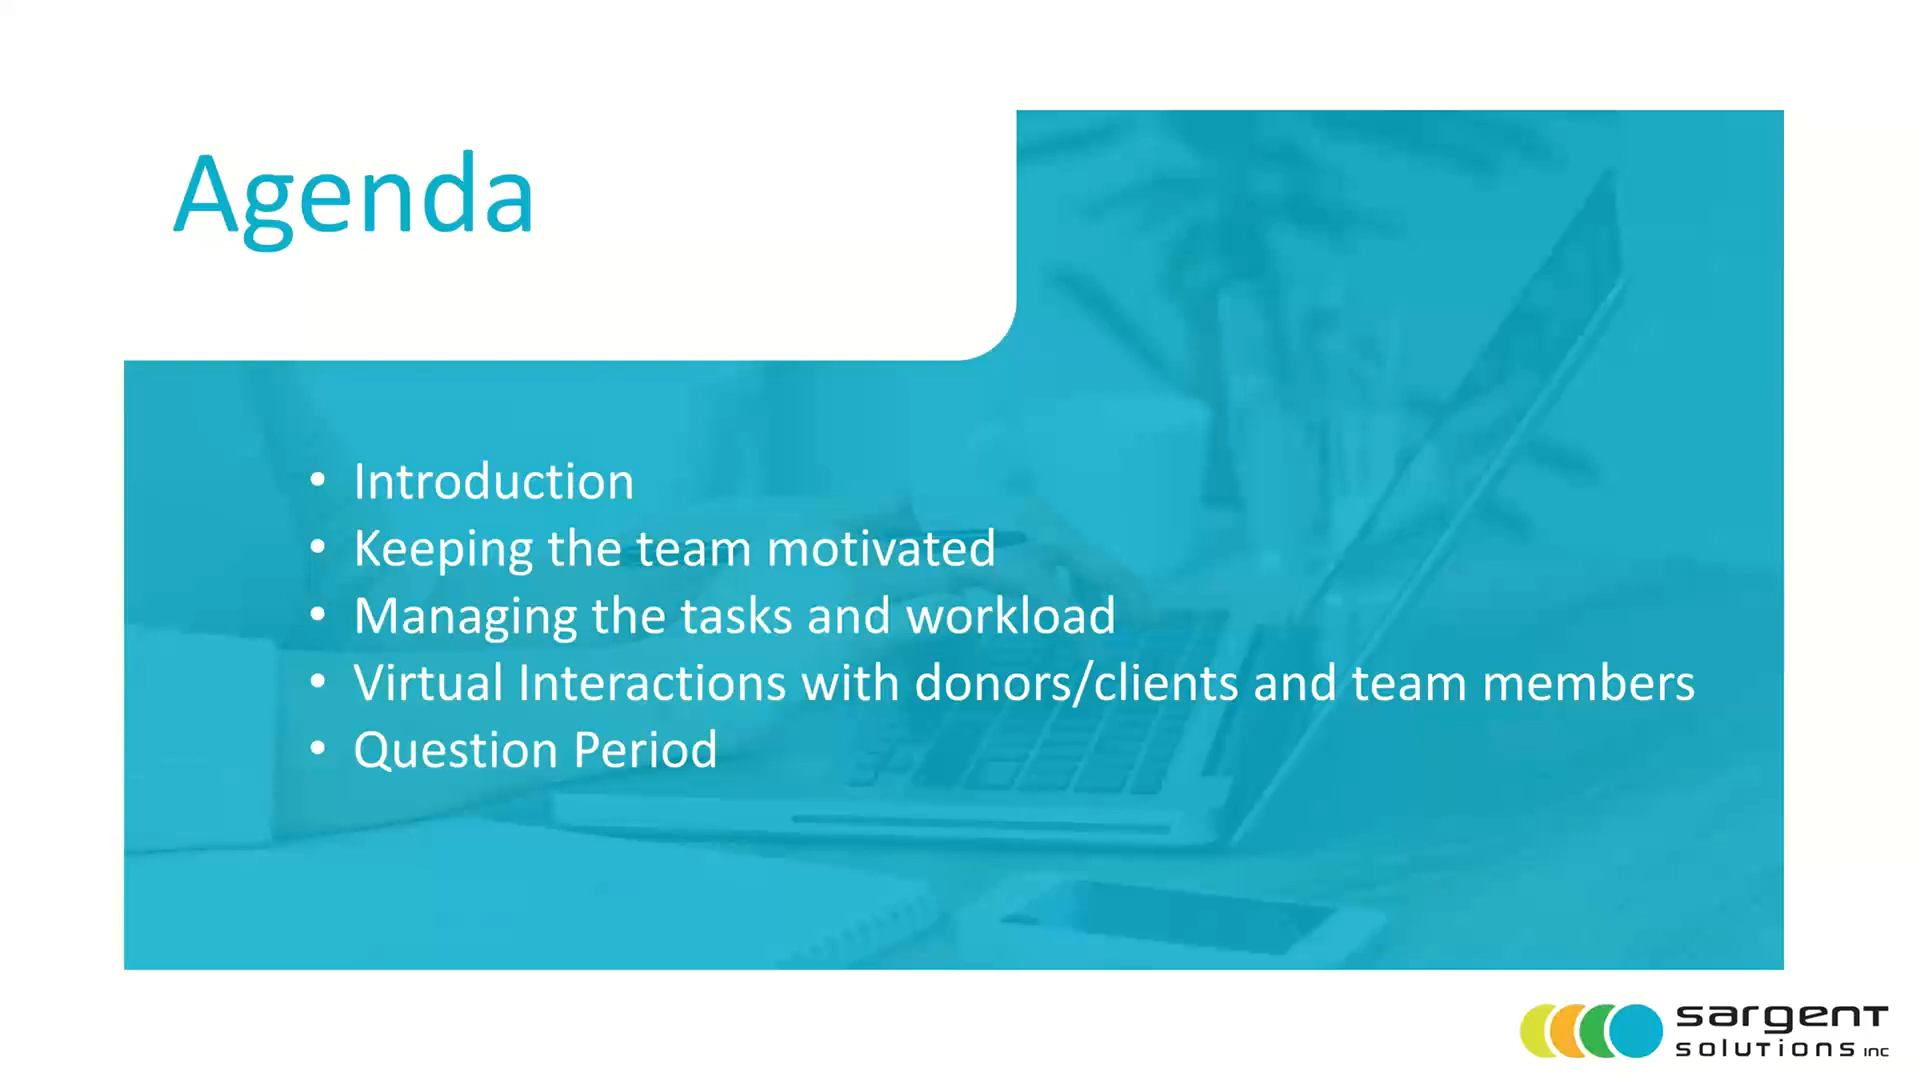 Agenda
• Introduction
• Keeping the team motivated
• Managing the tasks and workload
• Virtual Interactions with donors/clients and team members
• Question Period
sargent
solutions inc